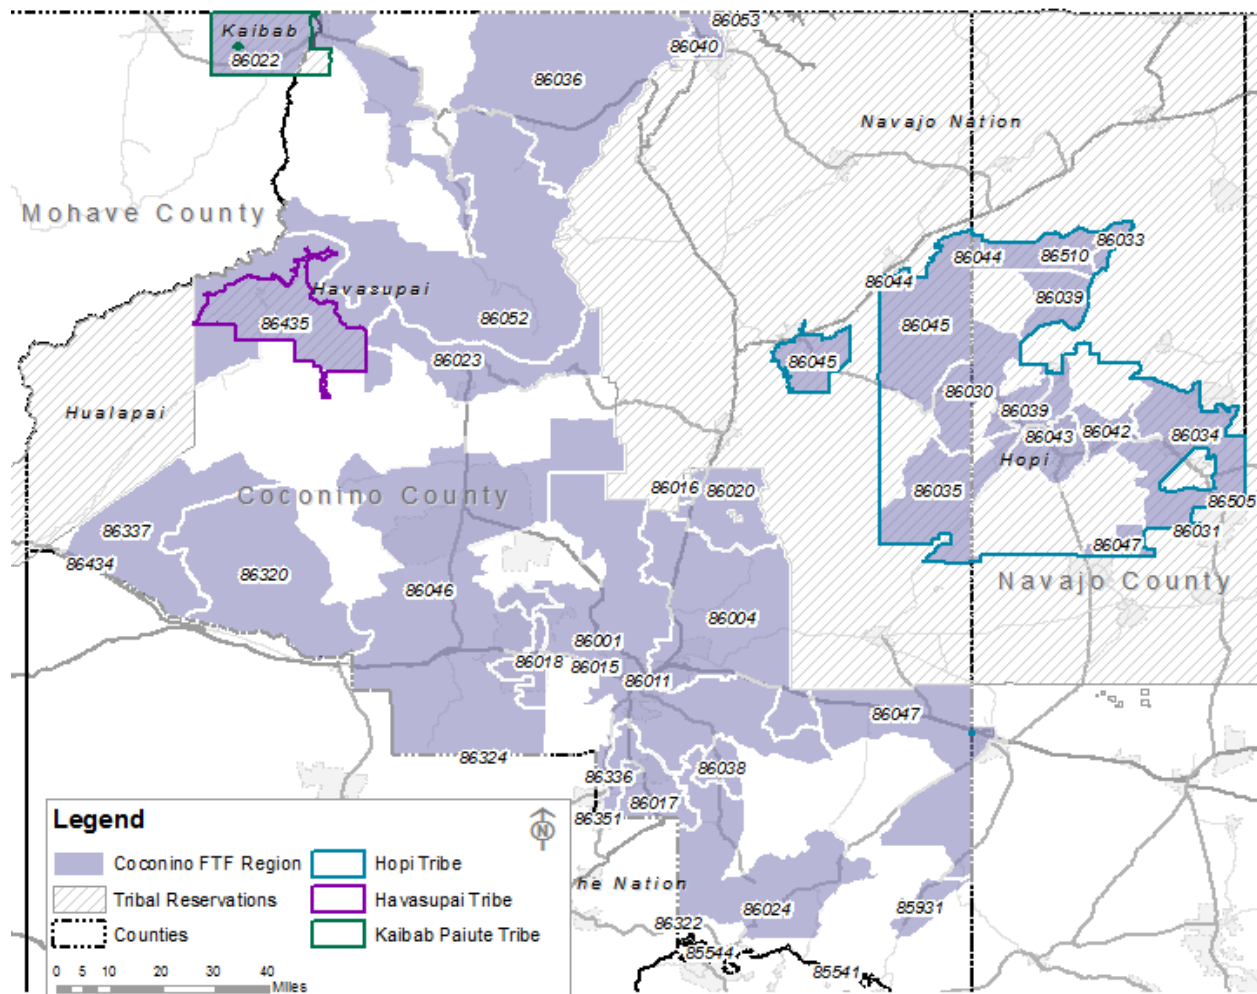 86053
Kaibab
86040
86022
86036
Navajo Nation
Mohave County
86033
86044
86510
86044
Havasupai
86039
86435
86052
86045
86023
86045
86030
Hualapai
86039
86043
86042
86034
Hopi
Coconino County
86016
86020
86035
86505
86337
86031
86047
86434
86320
Navajo County
86046
86004
86001
86018
86015
86011
86047
86324
86336
86038
86017
86351
Legend
N
Coconino FTF Region
Hopi Tribe
Tribal Reservations
Havasupai Tribe
Counties
Kaibab Paiute Tribe
0 5 10 20 30 40
Miles
he Nation
86024
85931
86322
85544
85541